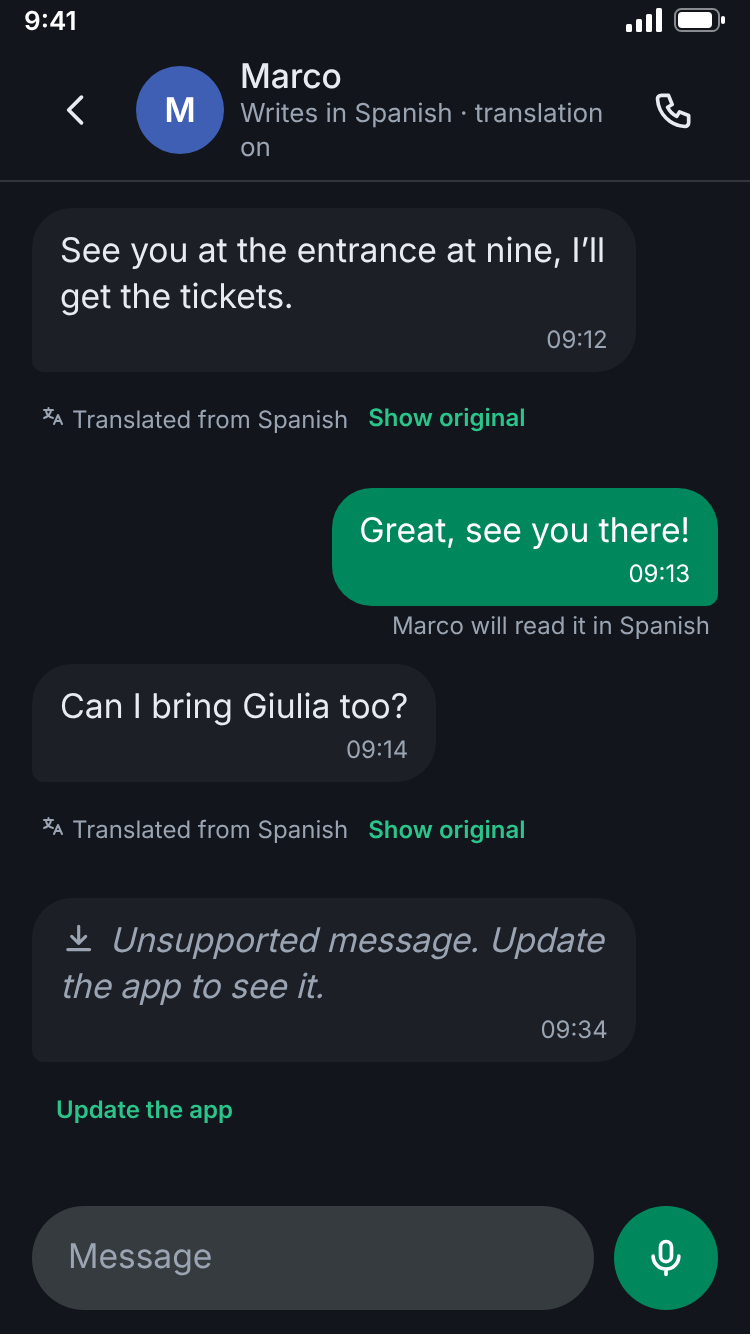 9:41
M
Marco
Writes in Spanish · translation
on
See you at the entrance at nine, I’ll
get the tickets.
09:12
Translated from Spanish Show original
Great, see you there!
09:13
Marco will read it in Spanish
Can I bring Giulia too?
09:14
Translated from Spanish Show original
Unsupported message. Update
the app to see it.
09:34
Update the app
Message